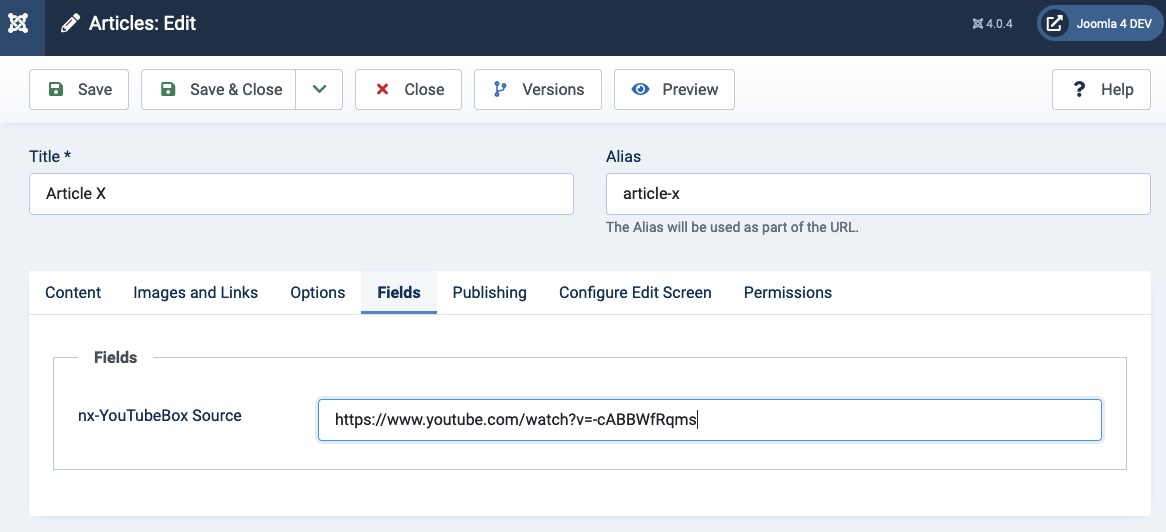 Articles: Edit 4.0.4 Joomla 4 DEV
Save Save & Close Close Versions Preview ? Help
Title * Alias
Article X article-x
The Alias will be used as part of the URL.
Content Images and Links Options Fields Publishing Configure Edit Screen Permissions
Fields
nx-YouTubeBox Source https://www.youtube.com/watch?v=-cABBWfRqms